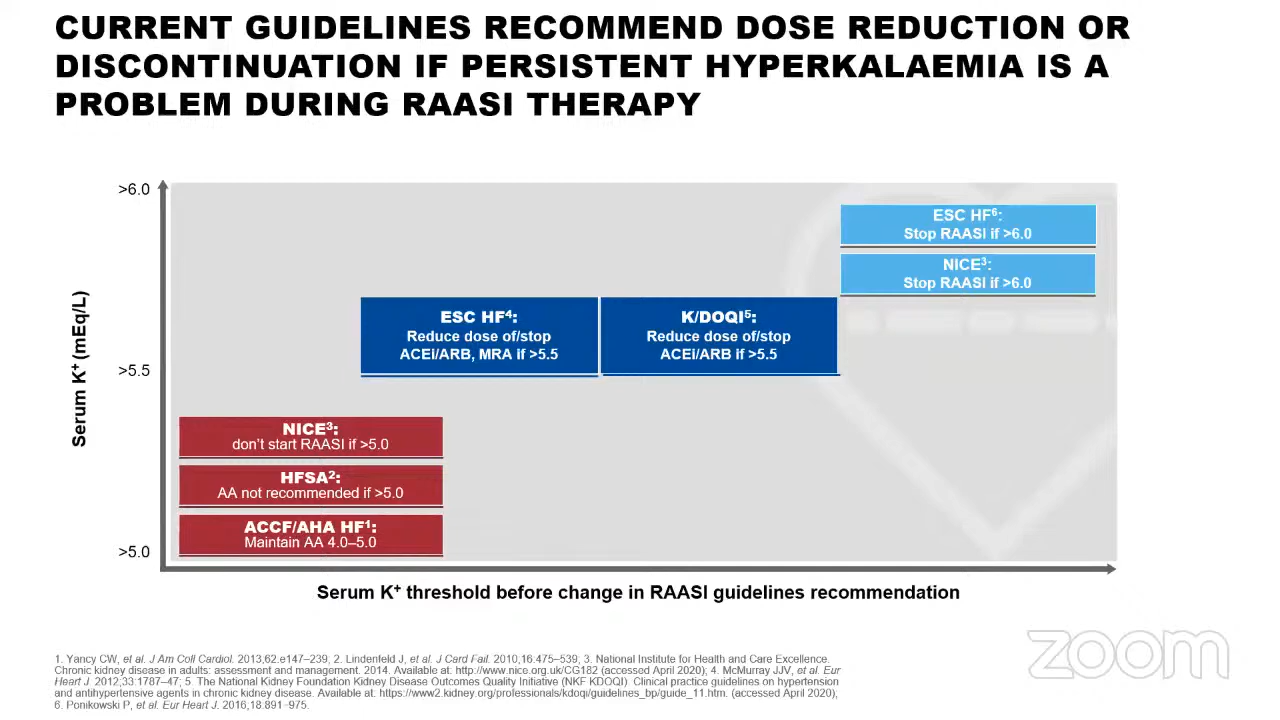 CURRENT GUIDELINES RECOMMEND DOSE REDUCTION OR
DISCONTINUATION IF PERSISTENT HYPERKALAEMIA IS A
PROBLEM DURING RAASI THERAPY
Serum K⁺ (mEq/L)
>6.0
>5.5
>5.0
ESC HF⁶:
Stop RAASI if >6.0
NICE³:
Stop RAASI if >6.0
ESC HF⁴:
Reduce dose of/stop
ACEi/ARB, MRA if >5.5
K/DOQI⁵:
Reduce dose of/stop
ACEi/ARB if >5.5
NICE³:
don't start RAASI if >5.0
HFSA²:
AA not recommended if >5.0
ACCF/AHA HF¹:
Maintain AA 4.0–5.0
Serum K⁺ threshold before change in RAASI guidelines recommendation
1. Yancy CW, et al. J Am Coll Cardiol. 2013;62.e147–239; 2. Lindenfeld J, et al. J Card Fail. 2010;16:475–539; 3. National Institute for Health and Care Excellence.
Chronic kidney disease in adults: assessment and management. 2014. Available at: http://www.nice.org.uk/CG182 (accessed April 2020); 4. McMurray JJV, et al. Eur
Heart J. 2012;33:1787–47; 5. The National Kidney Foundation Kidney Disease Outcomes Quality Initiative (NKF KDOQI). Clinical practice guidelines on hypertension
and antihypertensive agents in chronic kidney disease. Available at: https://www2.kidney.org/professionals/kdoqi/guidelines_bp/guide_11.htm. (accessed April 2020);
6. Ponikowski P, et al. Eur Heart J. 2016;18:891–975.
zoom